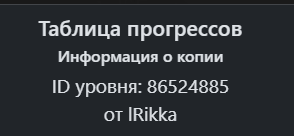 Таблица прогрессов
Информация о копии
ID уровня: 86524885
от lRikka